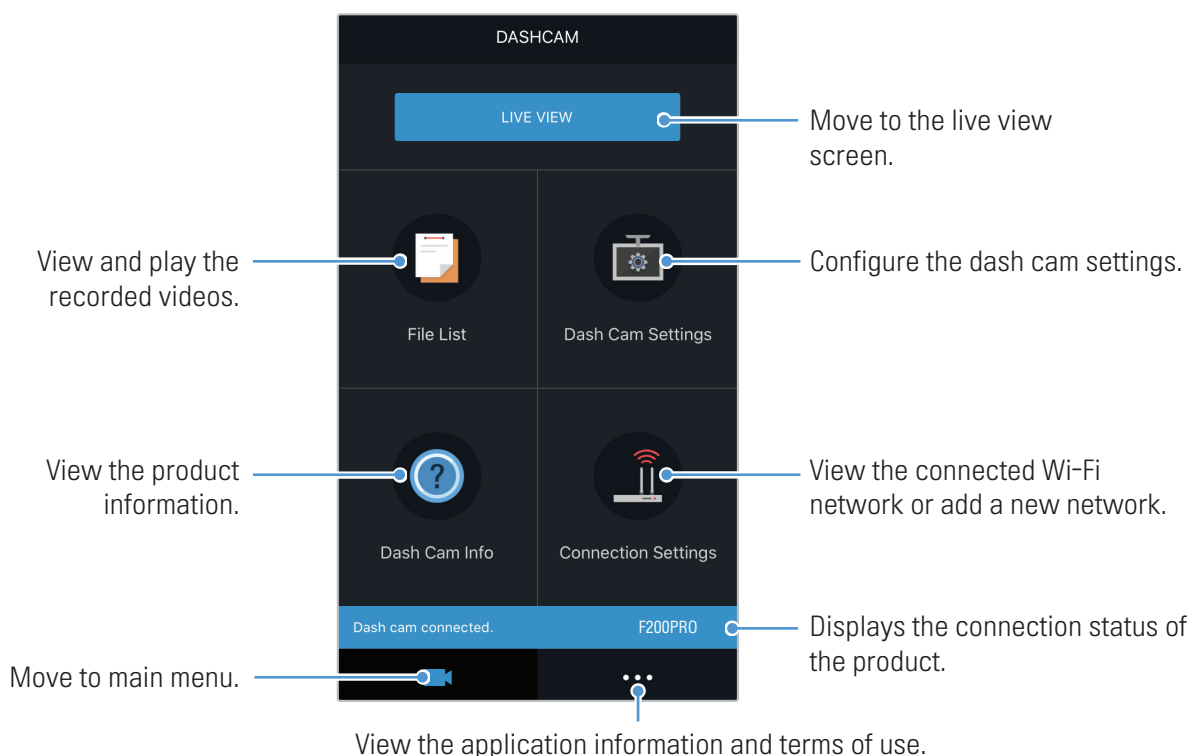 DASHCAM
LIVE VIEW
Move to the live view
screen.
View and play the
recorded videos.
Configure the dash cam settings.
File List
Dash Cam Settings
View the product
information.
?
View the connected Wi-Fi
network or add a new network.
Dash Cam Info
Connection Settings
Dash cam connected.
F200PRO
Displays the connection status of
the product.
Move to main menu.
View the application information and terms of use.